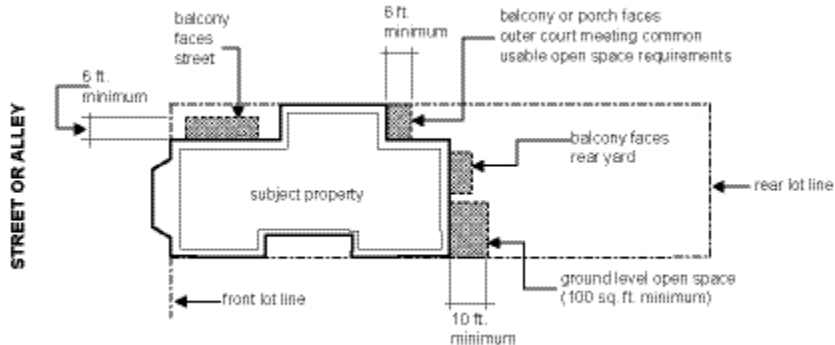 balcony
faces
street
6 ft.
minimum
balcony or porch faces
outer court meeting common
usable open space requirements
6 ft.
minimum
STREET OR ALLEY
balcony faces
rear yard
subject property
rear lot line
ground level open space
(100 sq. ft. minimum)
front lot line
10 ft.
minimum